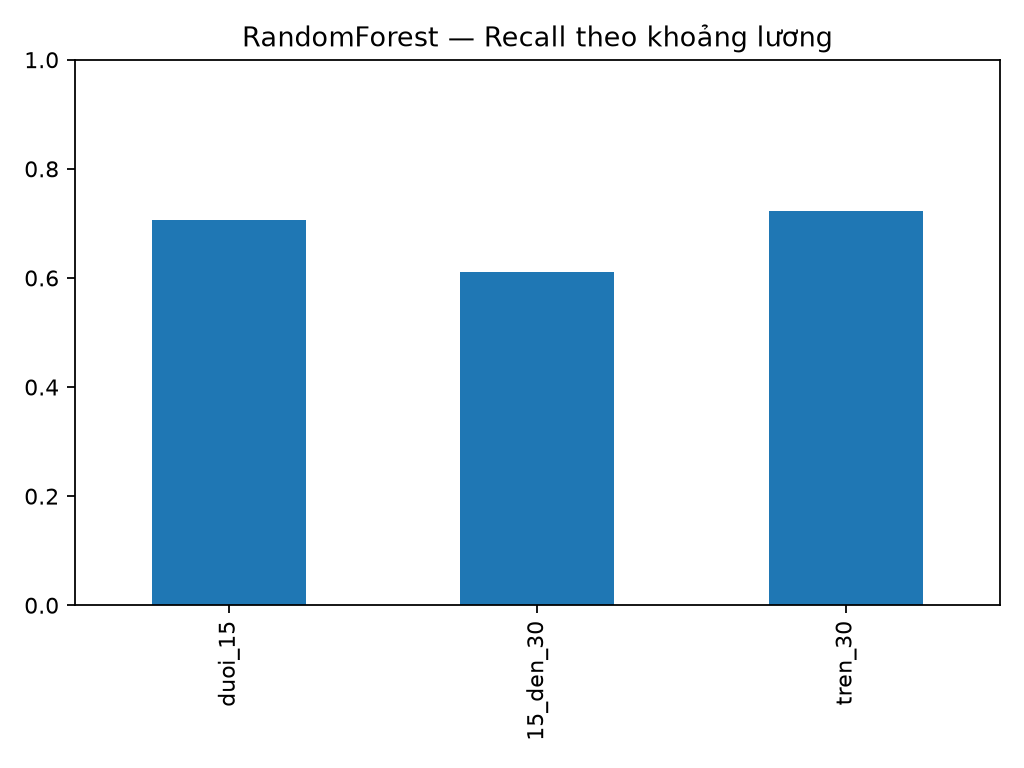 RandomForest — Recall theo khoảng lương
1.0
0.8
0.6
0.4
0.2
0.0
duoi_15
15_den_30
tren_30